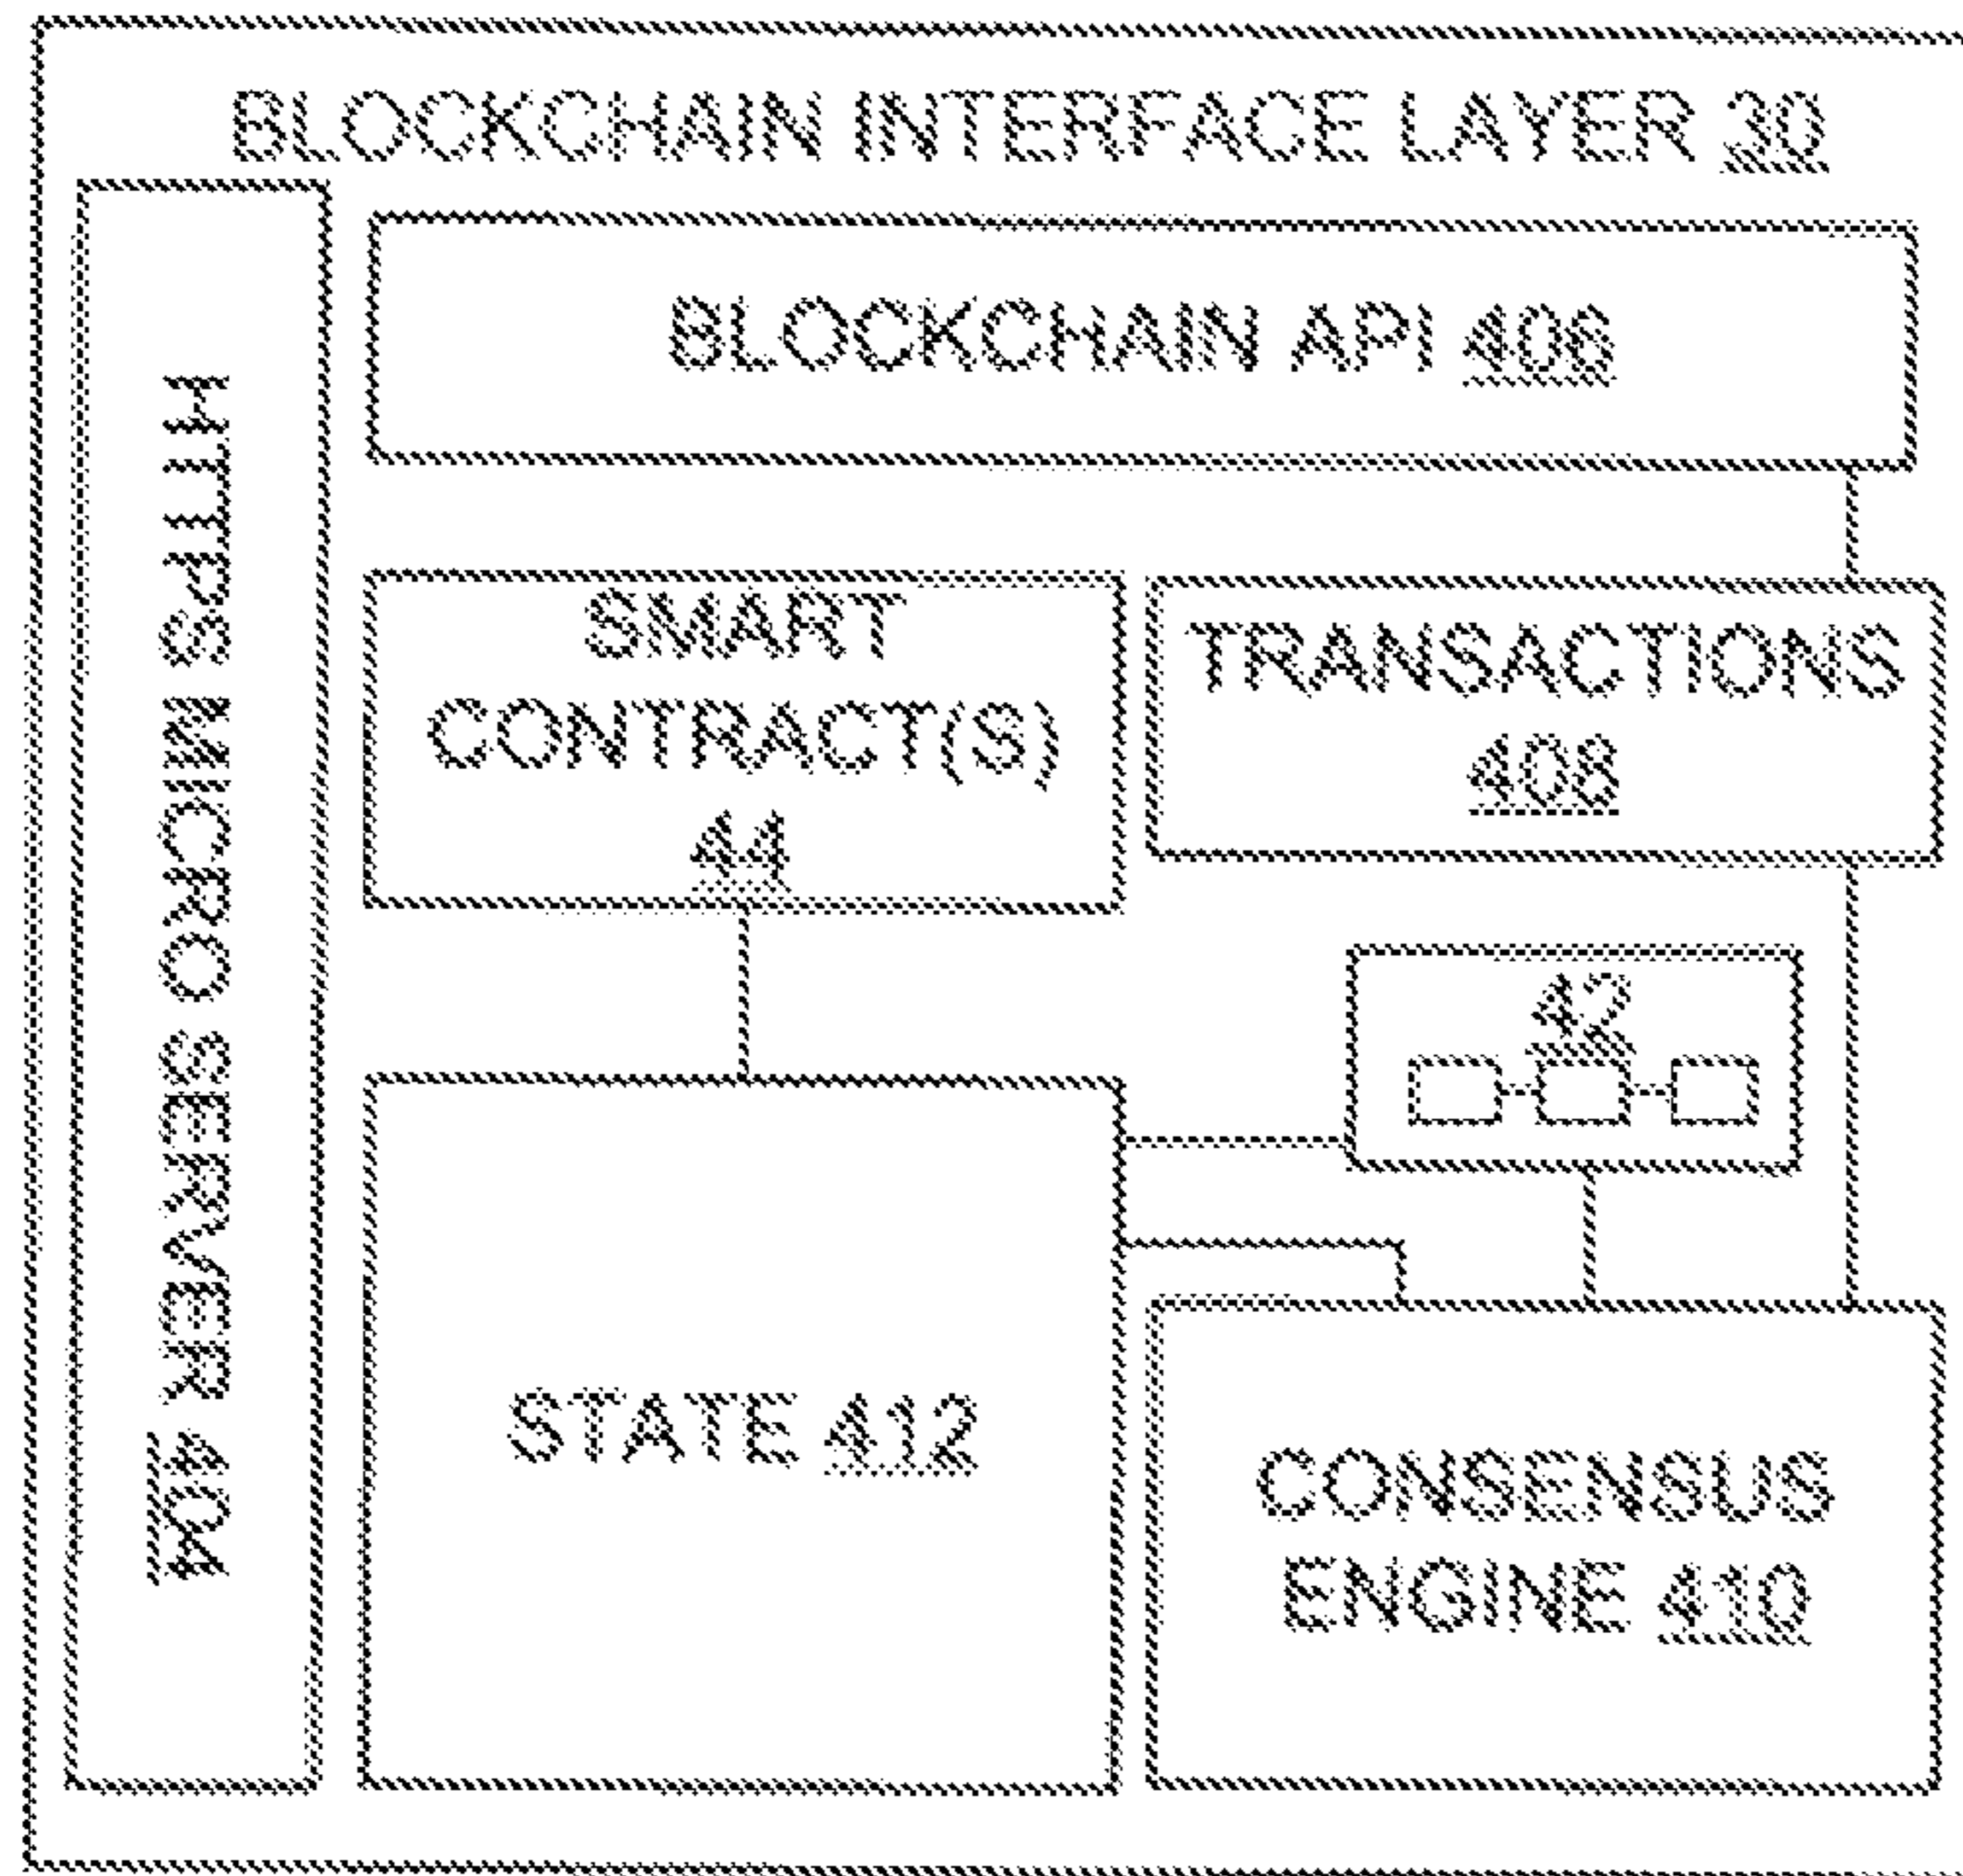 BLOCKCHAIN INTERFACE LAYER 30
HTTPS MICRO SERVER 404
BLOCKCHAIN API 406
SMART
CONTRACT(S)
44
TRANSACTIONS
408
42
STATE 412
CONSENSUS
ENGINE 410